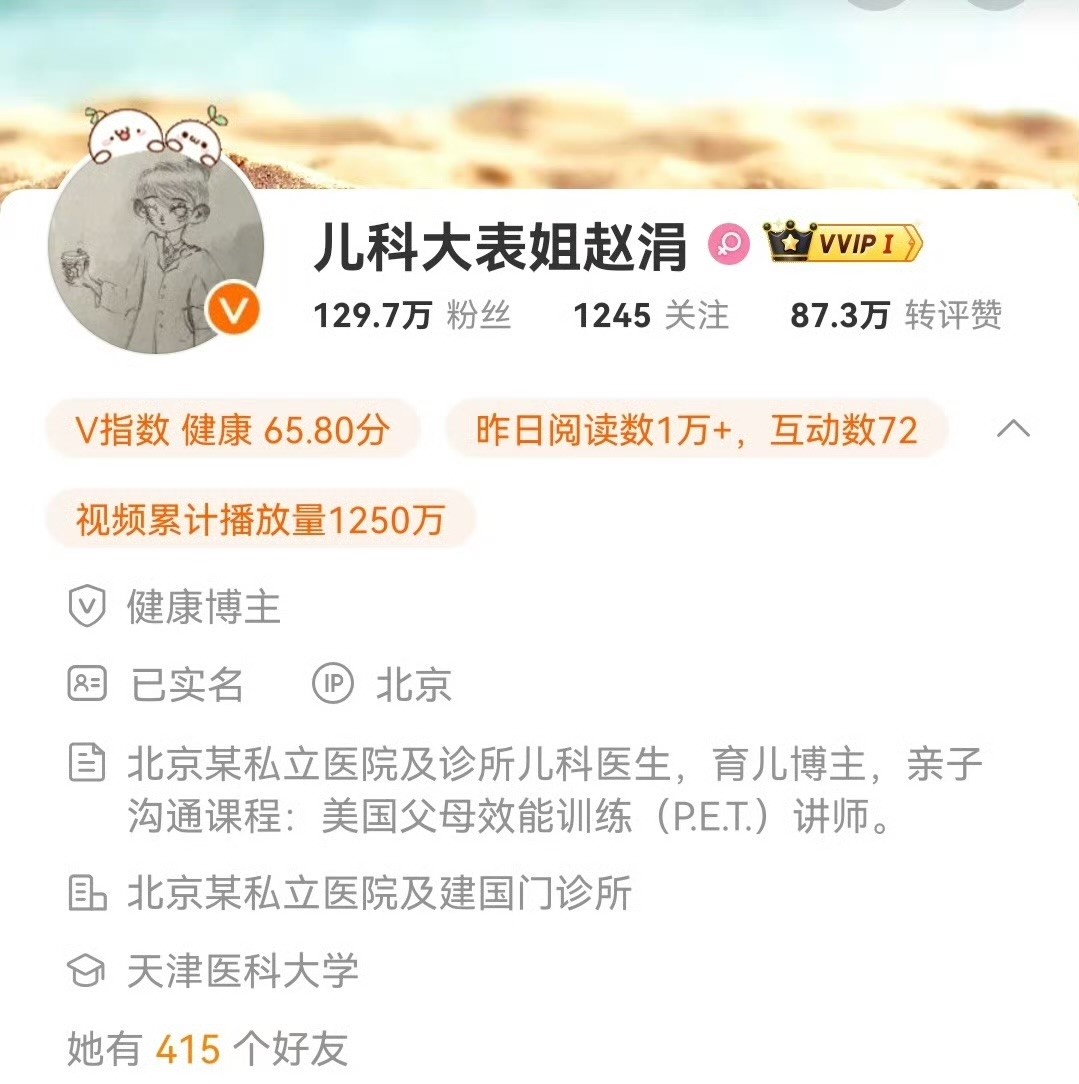 儿科大表姐赵涓 VVIP I
129.7万 粉丝 1245 关注 87.3万 转评赞
V指数 健康 65.80分 昨日阅读数1万+，互动数72
视频累计播放量1250万
健康博主
已实名 IP 北京
北京某私立医院及诊所儿科医生，育儿博主，亲子
沟通课程：美国父母效能训练（P.E.T.）讲师。
北京某私立医院及建国门诊所
天津医科大学
她有 415 个好友